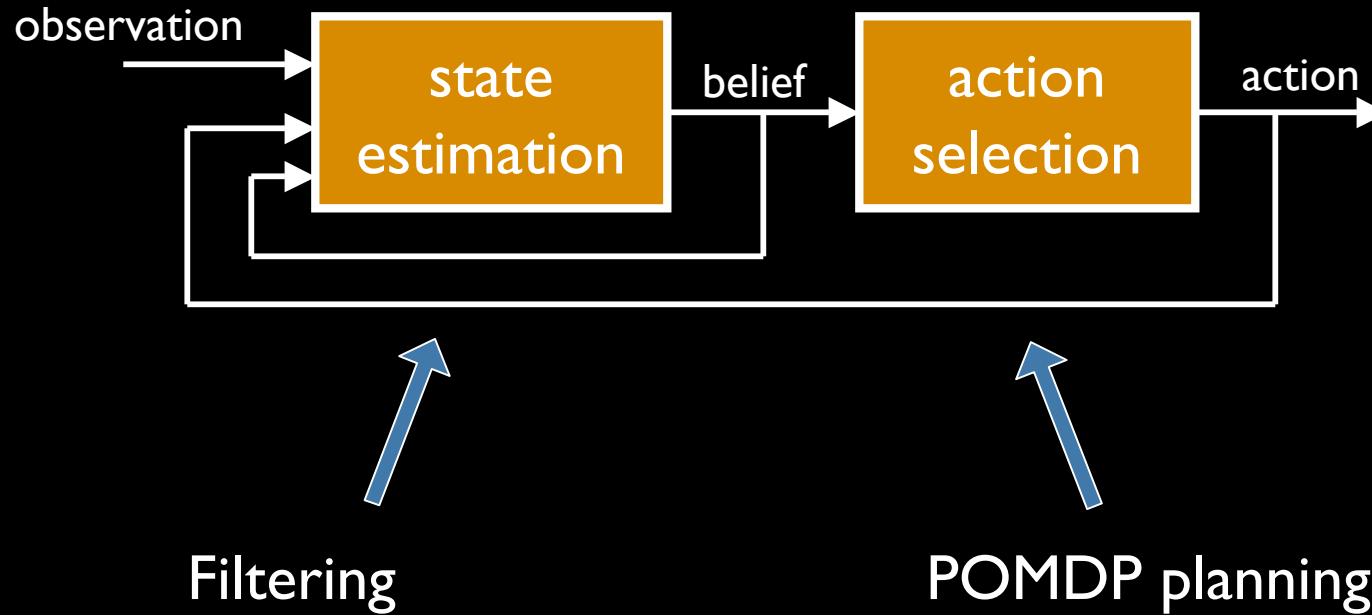 observation
state
estimation
belief
action
selection
action
Filtering
POMDP planning